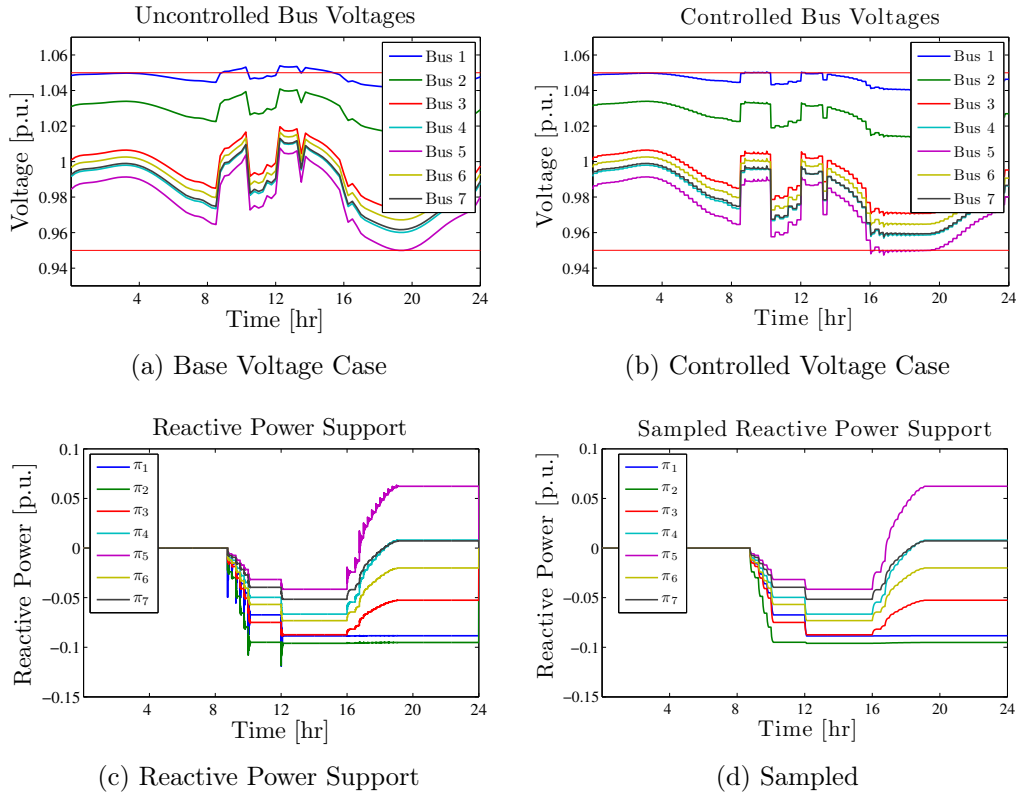 Uncontrolled Bus Voltages
Voltage [p.u.]
1.06
1.04
1.02
1
0.98
0.96
0.94
Bus 1
Bus 2
Bus 3
Bus 4
Bus 5
Bus 6
Bus 7
4 8 12 16 20 24
Time [hr]
(a) Base Voltage Case
Controlled Bus Voltages
Voltage [p.u.]
1.06
1.04
1.02
1
0.98
0.96
0.94
Bus 1
Bus 2
Bus 3
Bus 4
Bus 5
Bus 6
Bus 7
4 8 12 16 20 24
Time [hr]
(b) Controlled Voltage Case
Reactive Power Support
Reactive Power [p.u.]
0.1
0.05
0
−0.05
−0.1
−0.15
π1
π2
π3
π4
π5
π6
π7
4 8 12 16 20 24
Time [hr]
(c) Reactive Power Support
Sampled Reactive Power Support
Reactive Power [p.u.]
0.1
0.05
0
−0.05
−0.1
−0.15
π1
π2
π3
π4
π5
π6
π7
4 8 12 16 20 24
Time [hr]
(d) Sampled